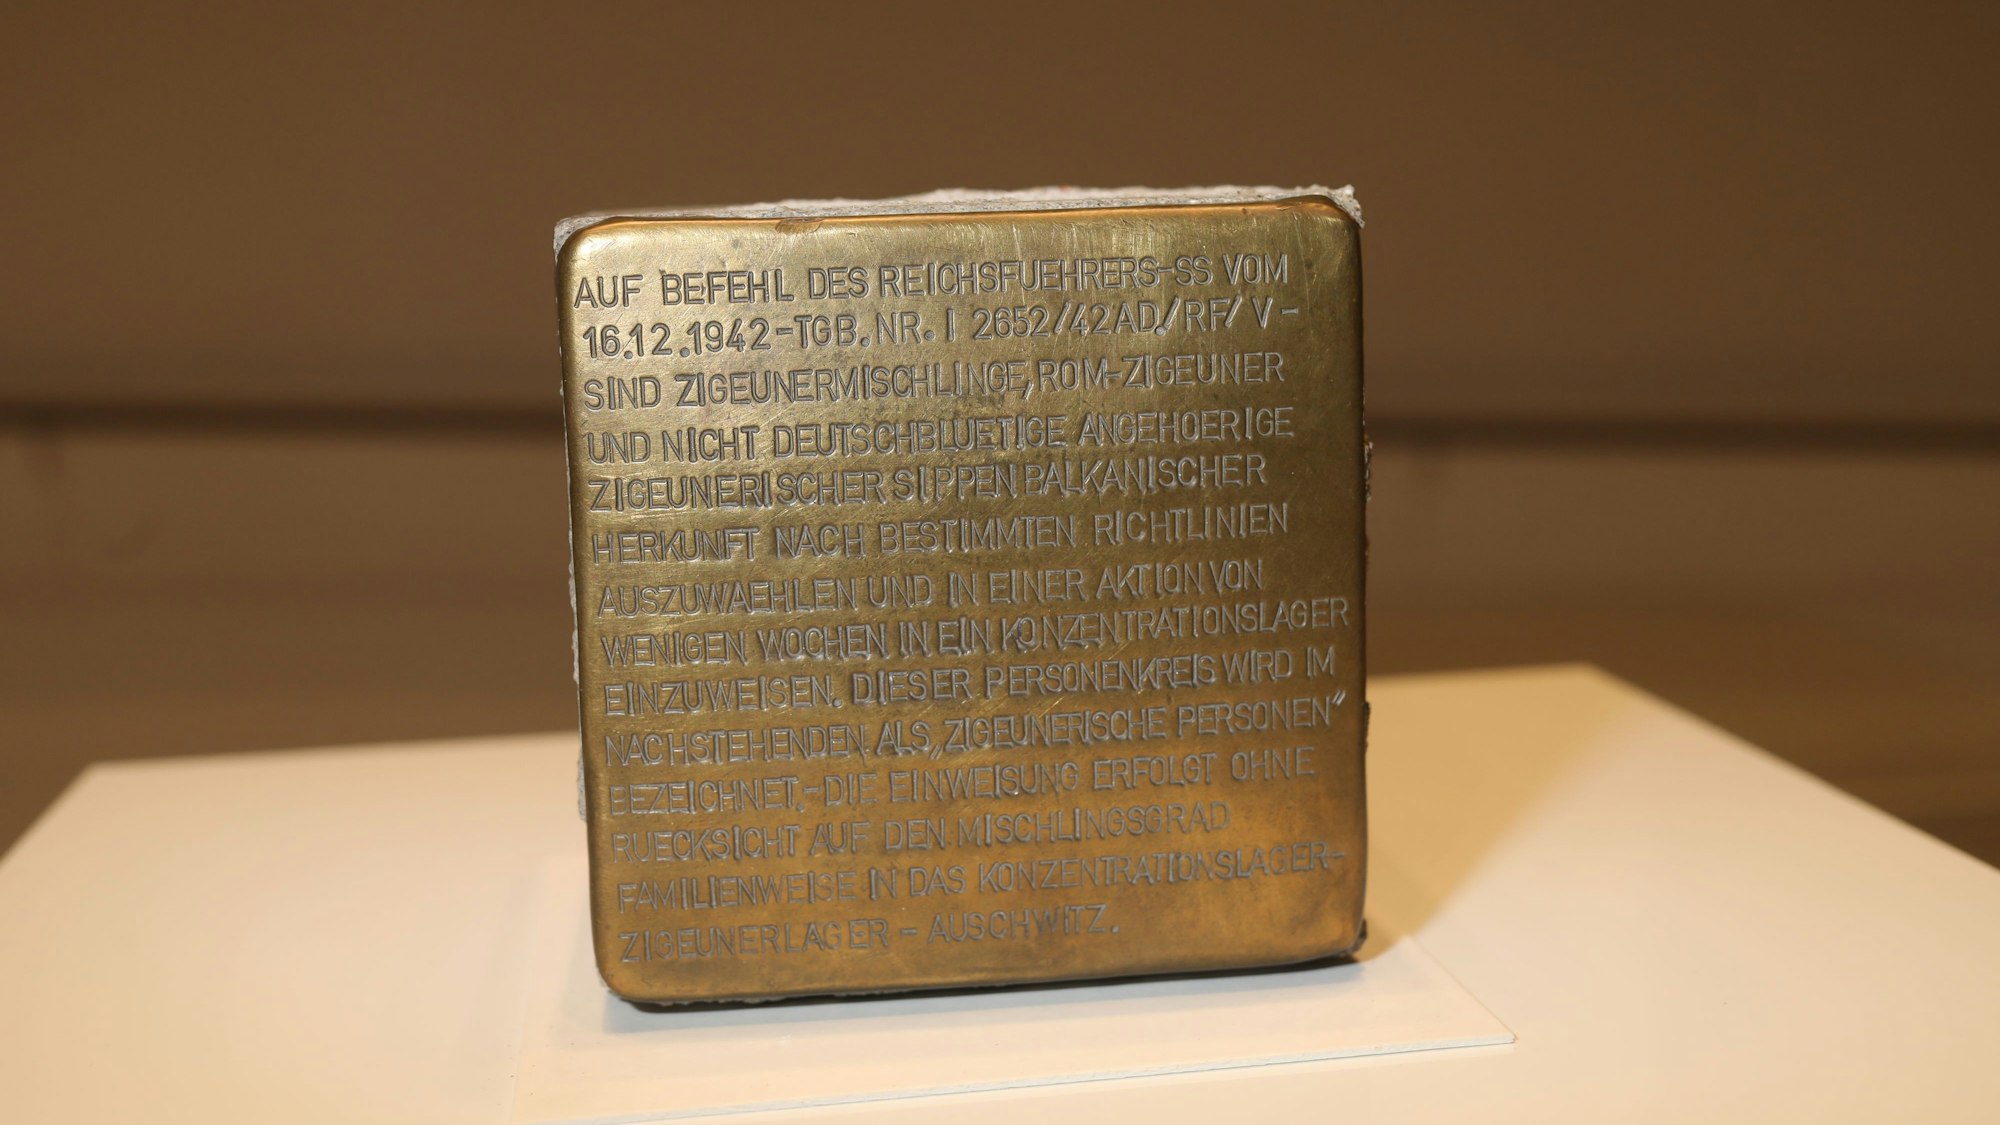 AUF BEFEHL DES REICHSFUEHRERS-SS VOM
16.12.1942-TGB.NR. I 2652/42AD./RF/V-
SIND ZIGEUNERMISCHLINGE, ROM-ZIGEUNER
UND NICHT DEUTSCHBLUETIGE ANGEHOERIGE
ZIGEUNERISCHER SIPPEN BALKANISCHER
HERKUNFT NACH BESTIMMTEN RICHTLINIEN
AUSZUWAEHLEN UND IN EINER AKTION VON
WENIGEN WOCHEN IN EIN KONZENTRATIONSLAGER
EINZUWEISEN. DIESER PERSONENKREIS WIRD IM
NACHSTEHENDEN ALS „ZIGEUNERISCHE PERSONEN“
BEZEICHNET.-DIE EINWEISUNG ERFOLGT OHNE
RUECKSICHT AUF DEN MISCHLINGSGRAD
FAMILIENWEISE IN DAS KONZENTRATIONSLAGER-
ZIGEUNERLAGER - AUSCHWITZ.